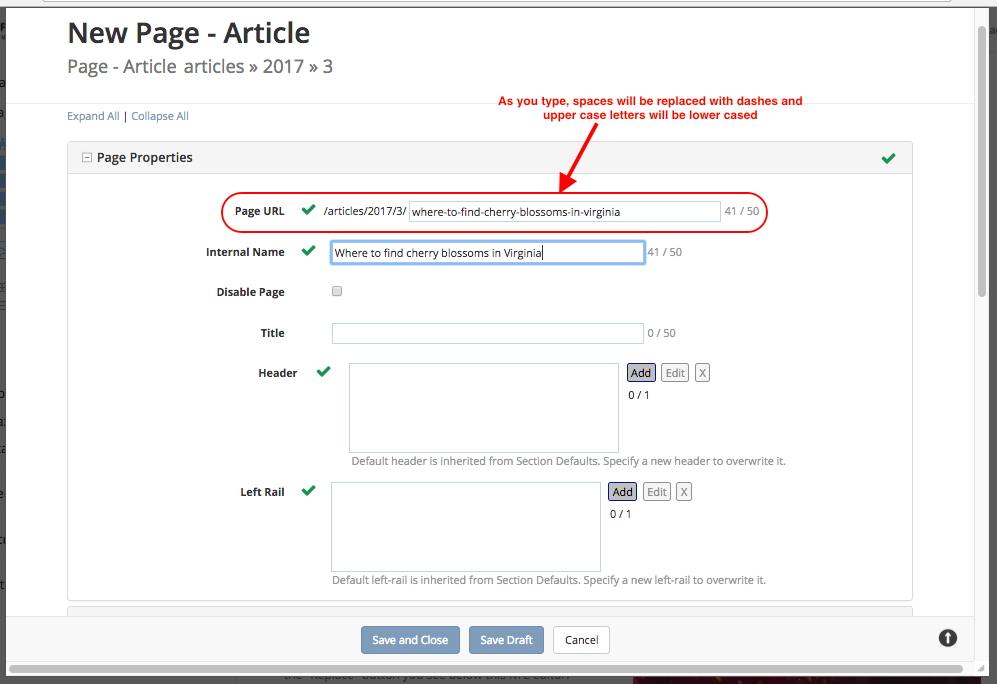 New Page - Article
Page - Article articles » 2017 » 3
As you type, spaces will be replaced with dashes and
upper case letters will be lower cased
Expand All | Collapse All
Page Properties
Page URL /articles/2017/3/ where-to-find-cherry-blossoms-in-virginia 41 / 50
Internal Name Where to find cherry blossoms in Virginia 41 / 50
Disable Page
Title 0 / 50
Header Add Edit X
0 / 1
Default header is inherited from Section Defaults. Specify a new header to overwrite it.
Left Rail Add Edit X
0 / 1
Default left-rail is inherited from Section Defaults. Specify a new left-rail to overwrite it.
Save and Close Save Draft Cancel